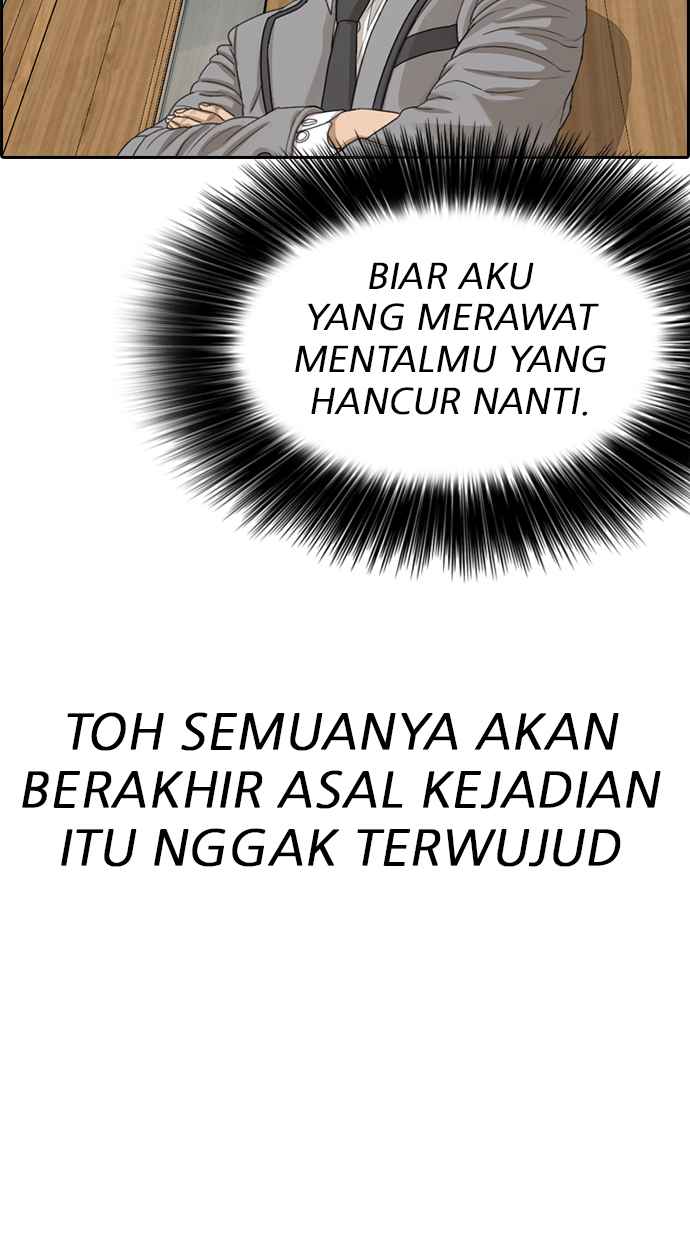 BIAR AKU
YANG MERAWAT
MENTALMU YANG
HANCUR NANTI.
TOH SEMUANYA AKAN
BERAKHIR ASAL KEJADIAN
ITU NGGAK TERWUJUD